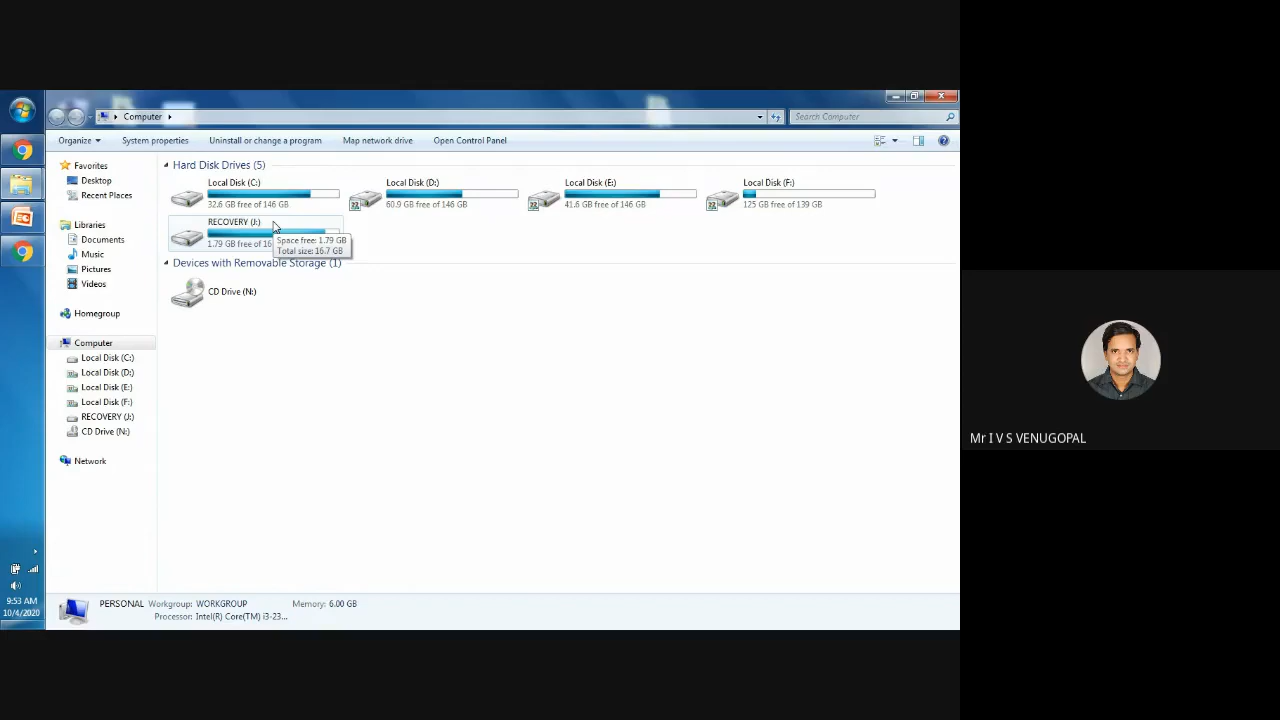 Computer
Search Computer
Organize
System properties
Uninstall or change a program
Map network drive
Open Control Panel
Favorites
Desktop
Recent Places
Libraries
Documents
Music
Pictures
Videos
Homegroup
Computer
Local Disk (C:)
Local Disk (D:)
Local Disk (E:)
Local Disk (F:)
RECOVERY (J:)
CD Drive (N:)
Network
Hard Disk Drives (5)
Local Disk (C:)
32.6 GB free of 146 GB
Local Disk (D:)
60.9 GB free of 146 GB
Local Disk (E:)
41.6 GB free of 146 GB
Local Disk (F:)
125 GB free of 139 GB
RECOVERY (J:)
1.79 GB free of 16
Space free: 1.79 GB
Total size: 16.7 GB
Devices with Removable Storage (1)
CD Drive (N:)
PERSONAL
Workgroup: WORKGROUP
Memory: 6.00 GB
Processor: Intel(R) Core(TM) i3-23...
9:53 AM
10/4/2020
Mr I V S VENUGOPAL